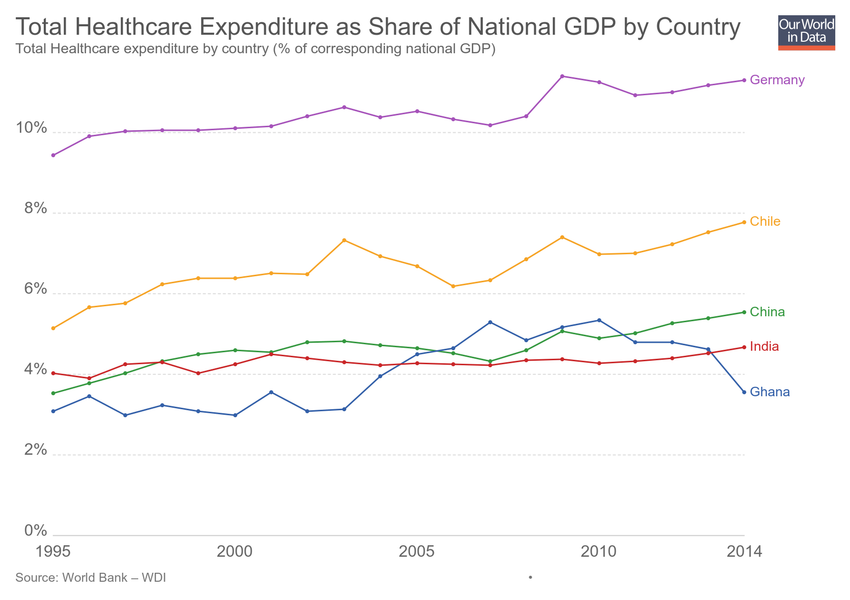 Total Healthcare Expenditure as Share of National GDP by Country
Total Healthcare expenditure by country (% of corresponding national GDP)
Our World
in Data
Germany
10%
8%
Chile
6%
China
India
4%
Ghana
2%
0%
1995 2000 2005 2010 2014
Source: World Bank – WDI